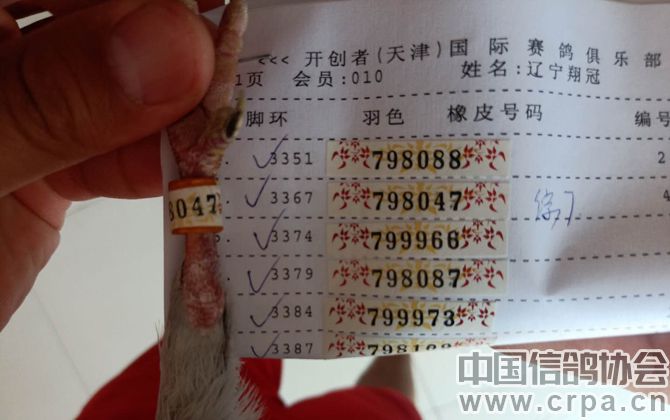 <<< 开创者(天津)国际赛鸽俱乐部
1页 会员:010 姓名:辽宁翔冠
脚环 羽色 橡皮号码 编号
3351 798088 2
3367 798047 4
3374 799966
3379 798087
3384 799973
3387
8047
中国信鸽协会
www.crpa.cn